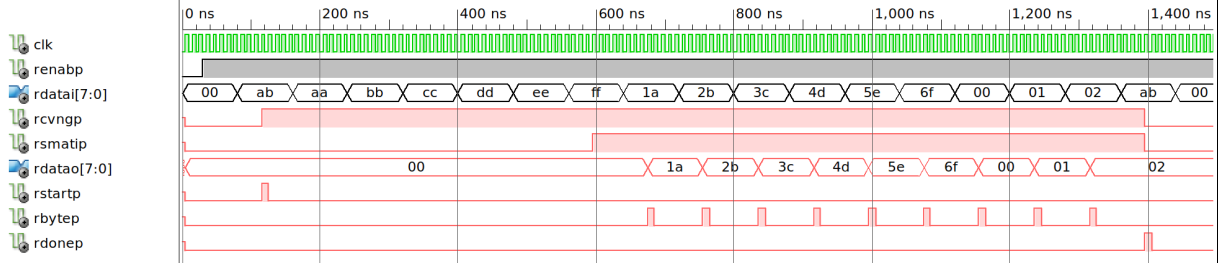 0 ns 200 ns 400 ns 600 ns 800 ns 1,000 ns 1,200 ns 1,400 ns
clk
renabp
rdatai[7:0] 00 ab aa bb cc dd ee ff 1a 2b 3c 4d 5e 6f 00 01 02 ab 00
rcvngp
rsmatip
rdatao[7:0] 00 1a 2b 3c 4d 5e 6f 00 01 02
rstartp
rbytep
rdonep